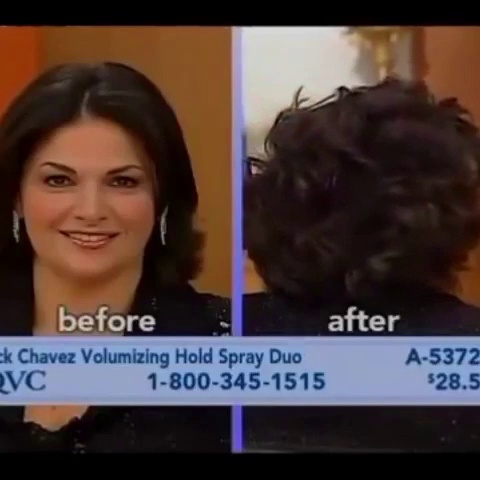 before
after
ck Chavez Volumizing Hold Spray Duo A-5372
QVC 1-800-345-1515 $28.5